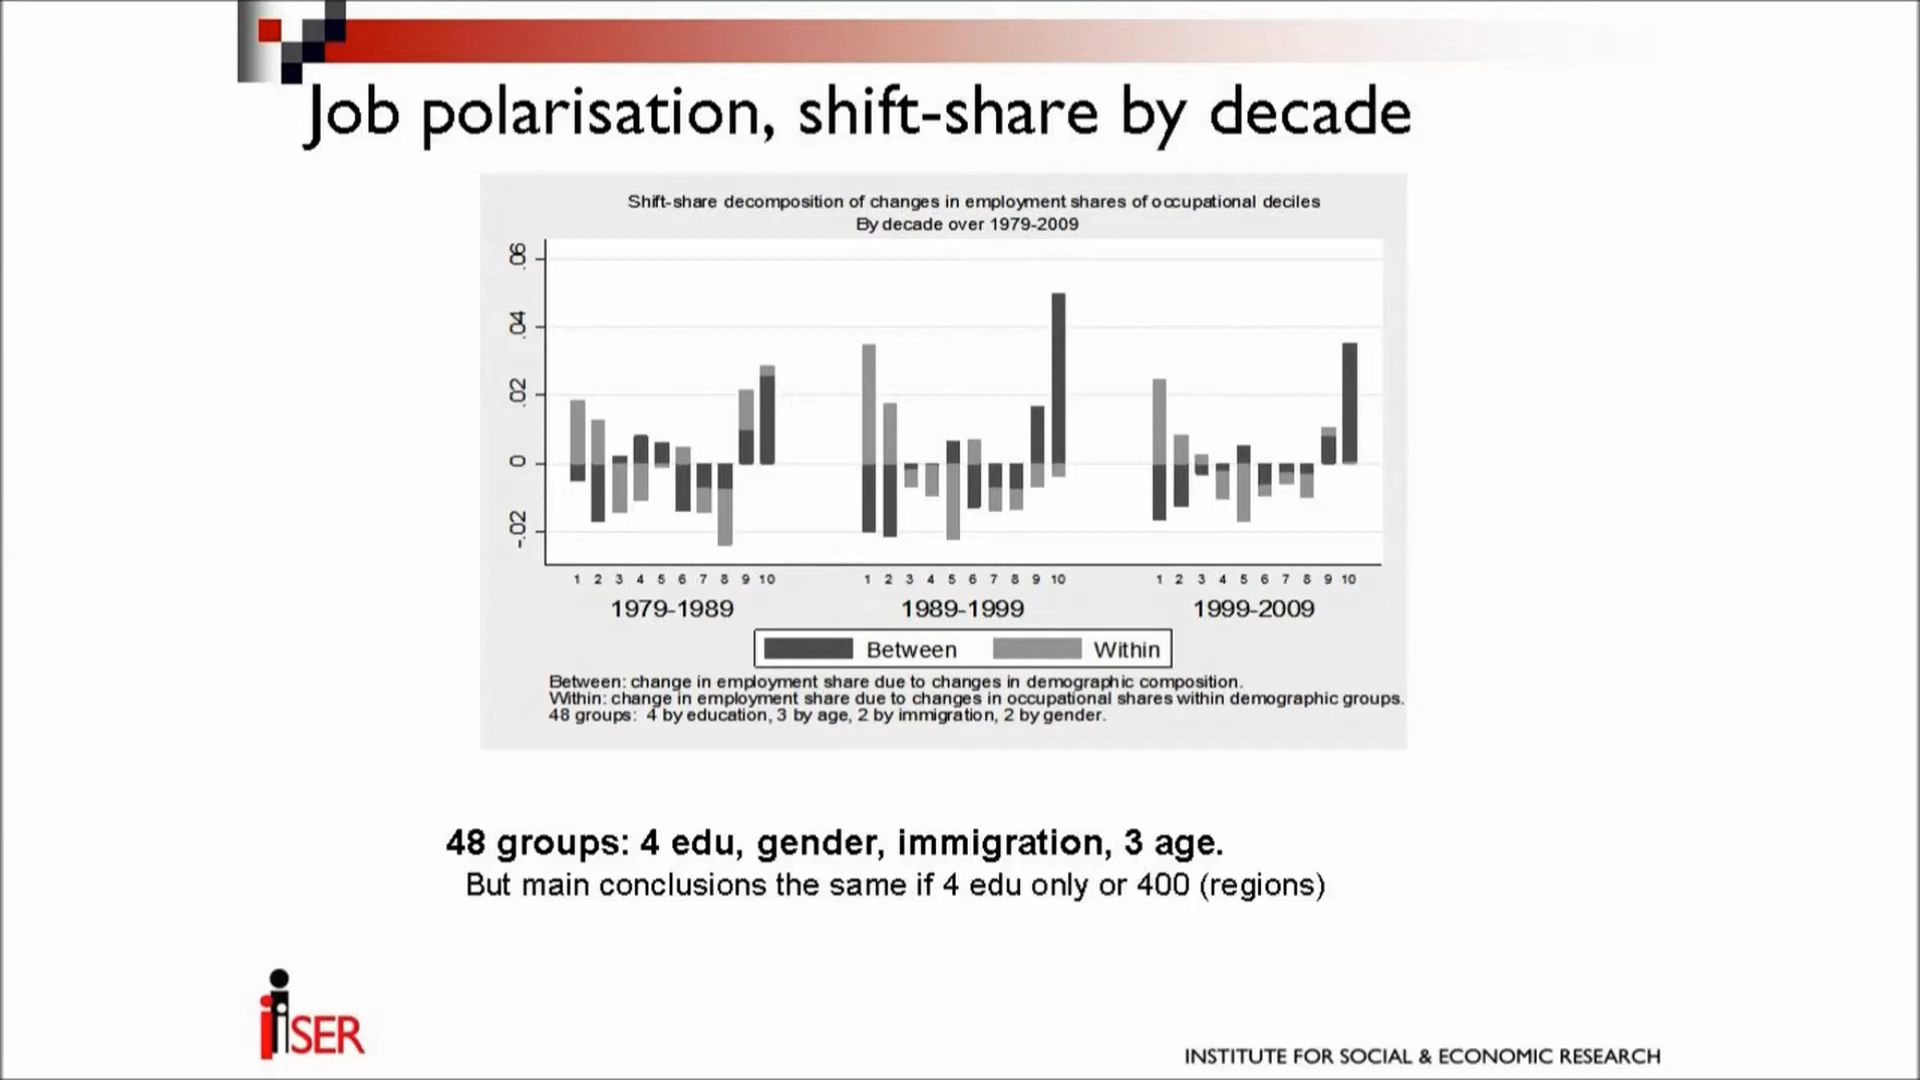 Job polarisation, shift-share by decade
Shift-share decomposition of changes in employment shares of occupational deciles
By decade over 1979-2009
.06
.04
.02
0
-.02
1 2 3 4 5 6 7 8 9 10 1 2 3 4 5 6 7 8 9 10 1 2 3 4 5 6 7 8 9 10
1979-1989 1989-1999 1999-2009
Between Within
Between: change in employment share due to changes in demographic composition.
Within: change in employment share due to changes in occupational shares within demographic groups.
48 groups: 4 by education, 3 by age, 2 by immigration, 2 by gender.
48 groups: 4 edu, gender, immigration, 3 age.
But main conclusions the same if 4 edu only or 400 (regions)
iSER
INSTITUTE FOR SOCIAL & ECONOMIC RESEARCH